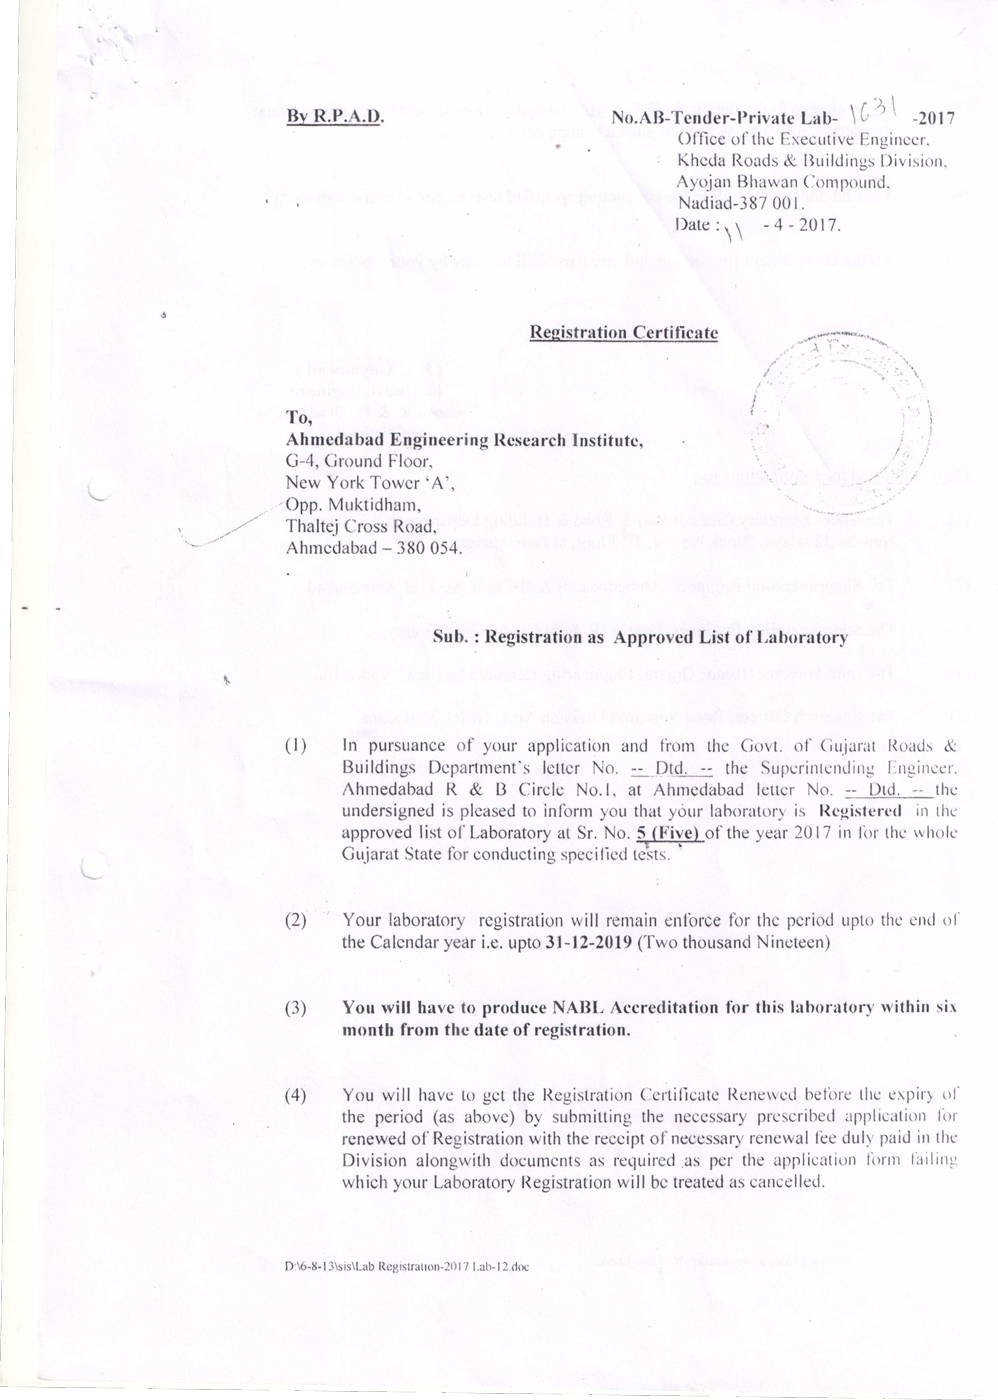 By R.P.A.D.
No.AB-Tender-Private Lab- 1631 -2017
Office of the Executive Engineer,
Kheda Roads & Buildings Division,
Ayojan Bhawan Compound,
Nadiad-387 001.
Date : 11 - 4 - 2017.
Registration Certificate
To,
Ahmedabad Engineering Research Institute,
G-4, Ground Floor,
New York Tower ‘A’,
Opp. Muktidham,
Thaltej Cross Road,
Ahmedabad – 380 054.
Sub. : Registration as Approved List of Laboratory
(1) In pursuance of your application and from the Govt. of Gujarat Roads &
Buildings Department's letter No. -- Dtd. -- the Superintending Engineer,
Ahmedabad R & B Circle No.1, at Ahmedabad letter No. -- Dtd. -- the
undersigned is pleased to inform you that your laboratory is Registered in the
approved list of Laboratory at Sr. No. 5 (Five) of the year 2017 in for the whole
Gujarat State for conducting specified tests.
(2) Your laboratory registration will remain enforce for the period upto the end of
the Calendar year i.e. upto 31-12-2019 (Two thousand Nineteen)
(3) You will have to produce NABL Accreditation for this laboratory within six
month from the date of registration.
(4) You will have to get the Registration Certificate Renewed before the expiry of
the period (as above) by submitting the necessary prescribed application for
renewed of Registration with the receipt of necessary renewal fee duly paid in the
Division alongwith documents as required as per the application form failing
which your Laboratory Registration will be treated as cancelled.
D:\6-8-13\sis\Lab Registration-2017 Lab-12.doc